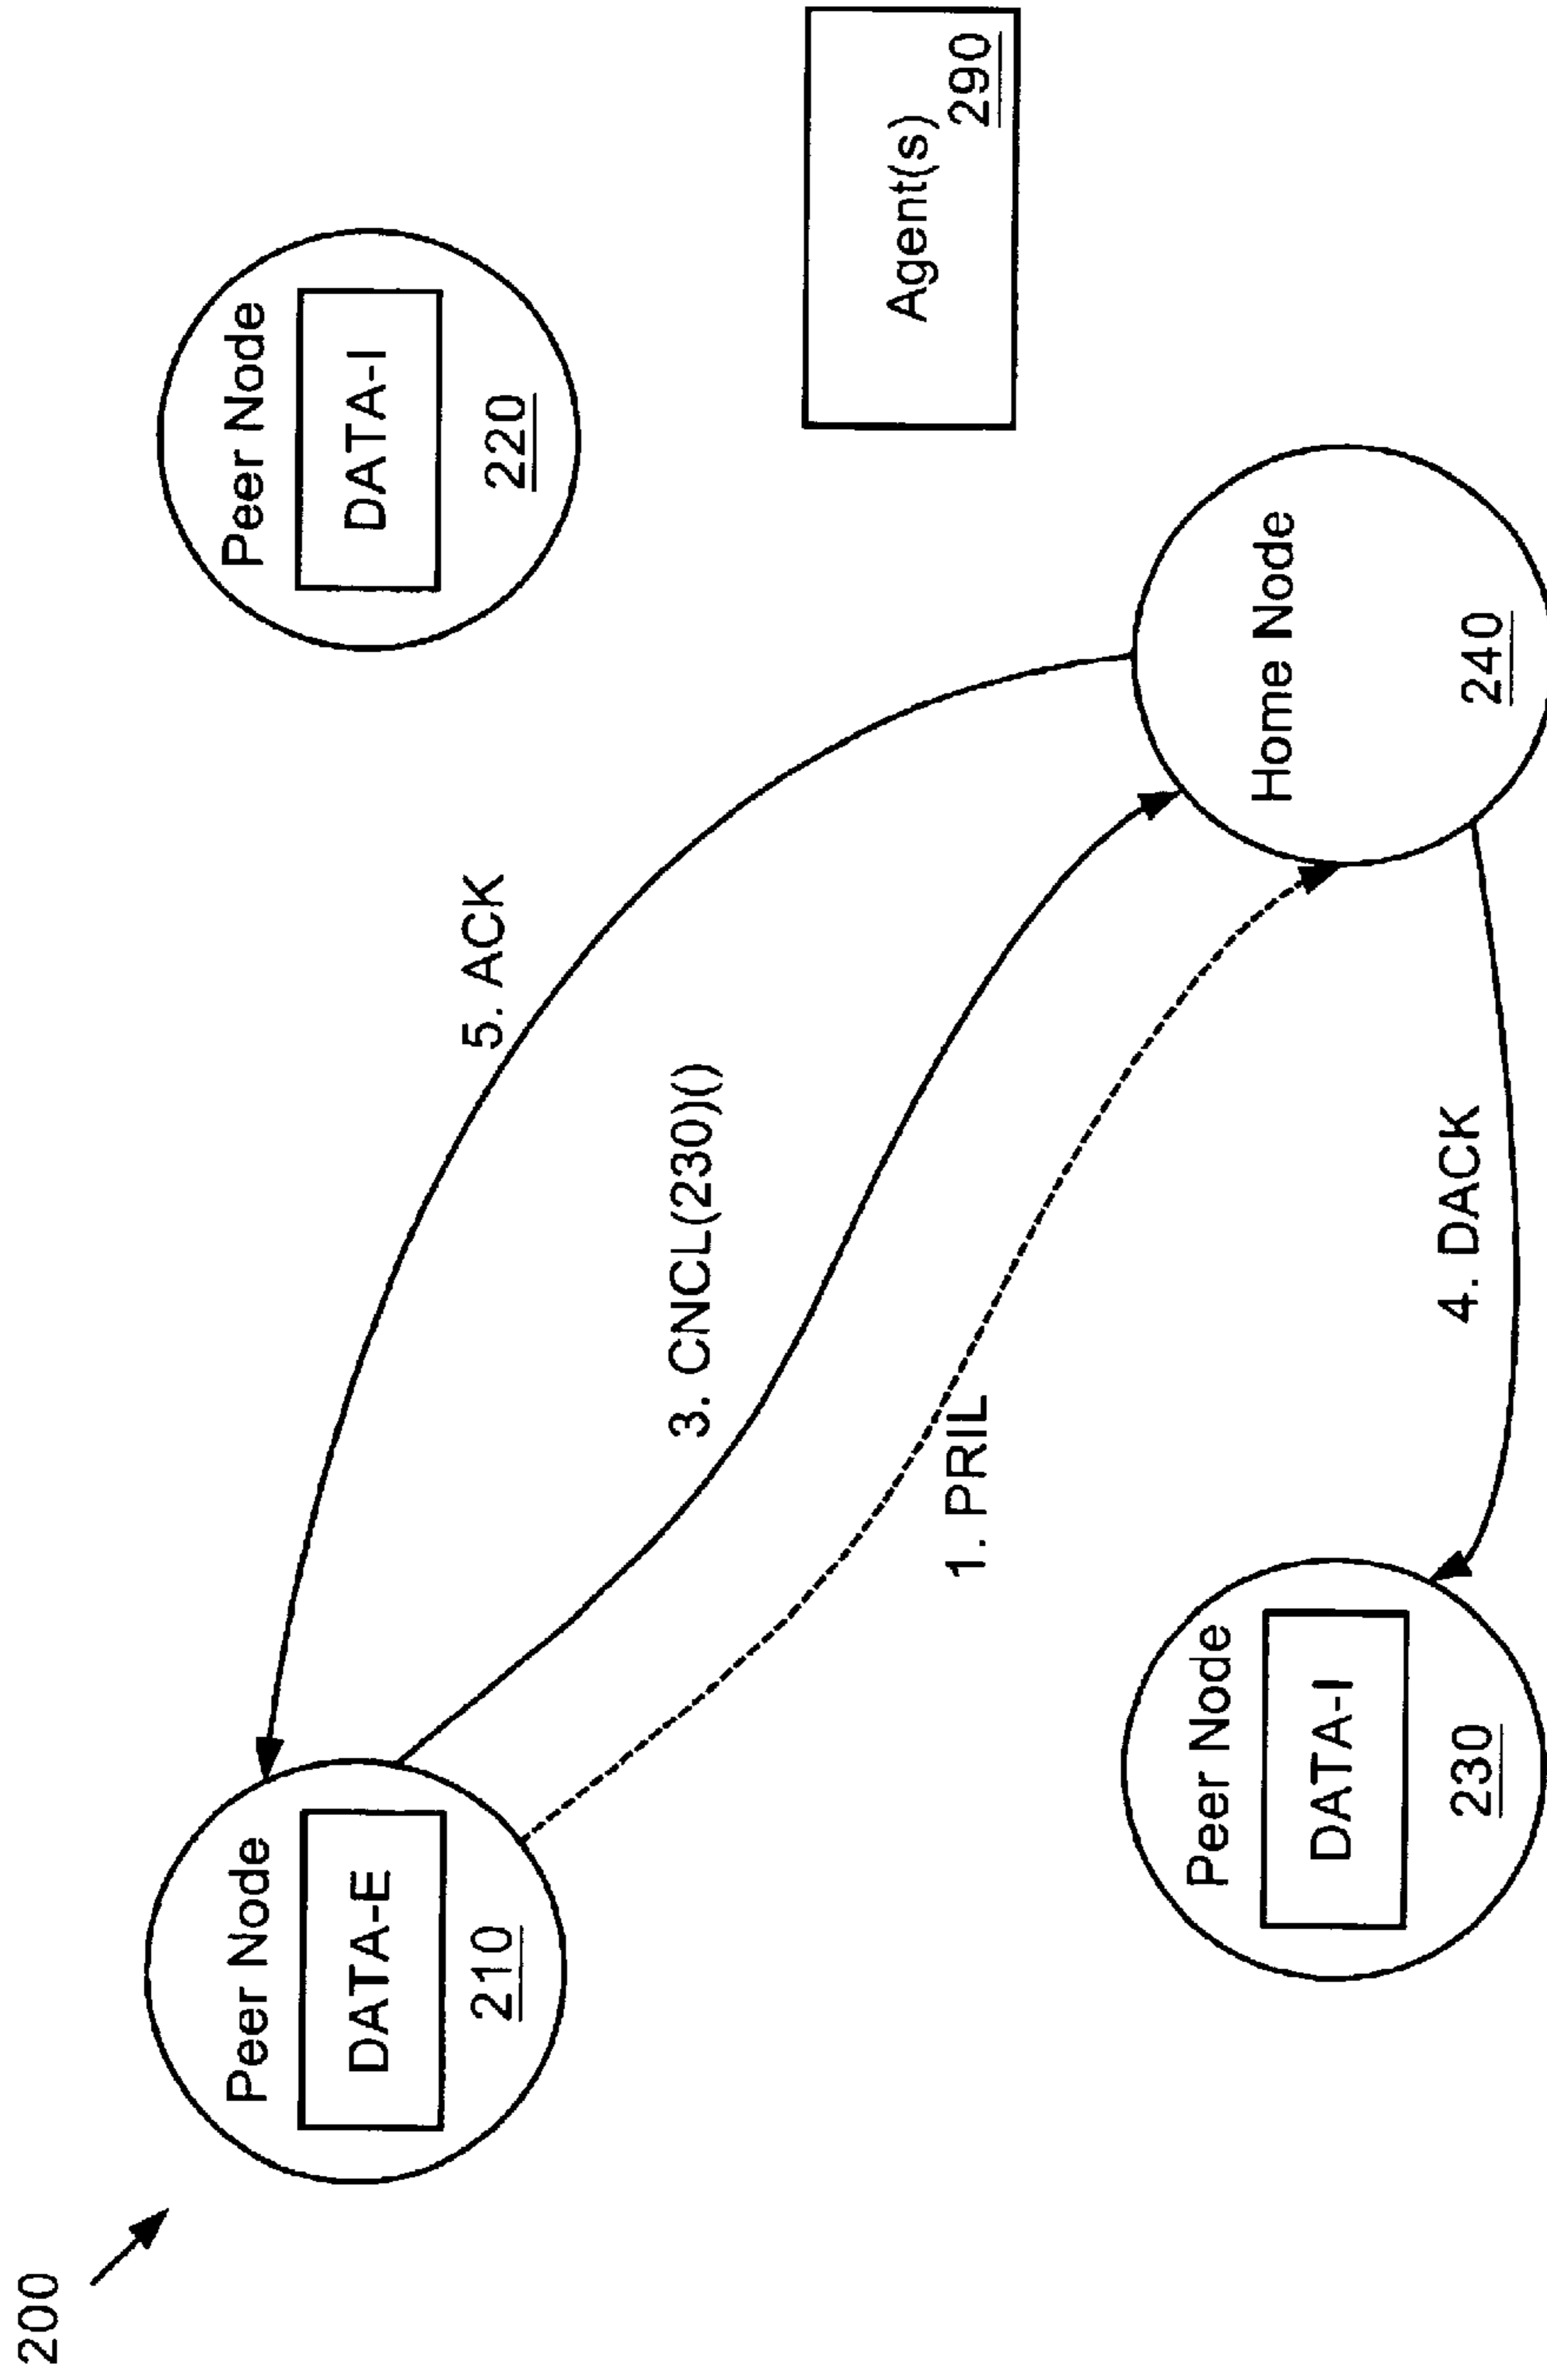 200
Peer Node
DATA-E
210
Peer Node
DATA-I
220
5. ACK
3. CNCL(230)()
1. PRIL
4. DACK
Peer Node
DATA-I
230
Home Node
240
Agent(s)
290